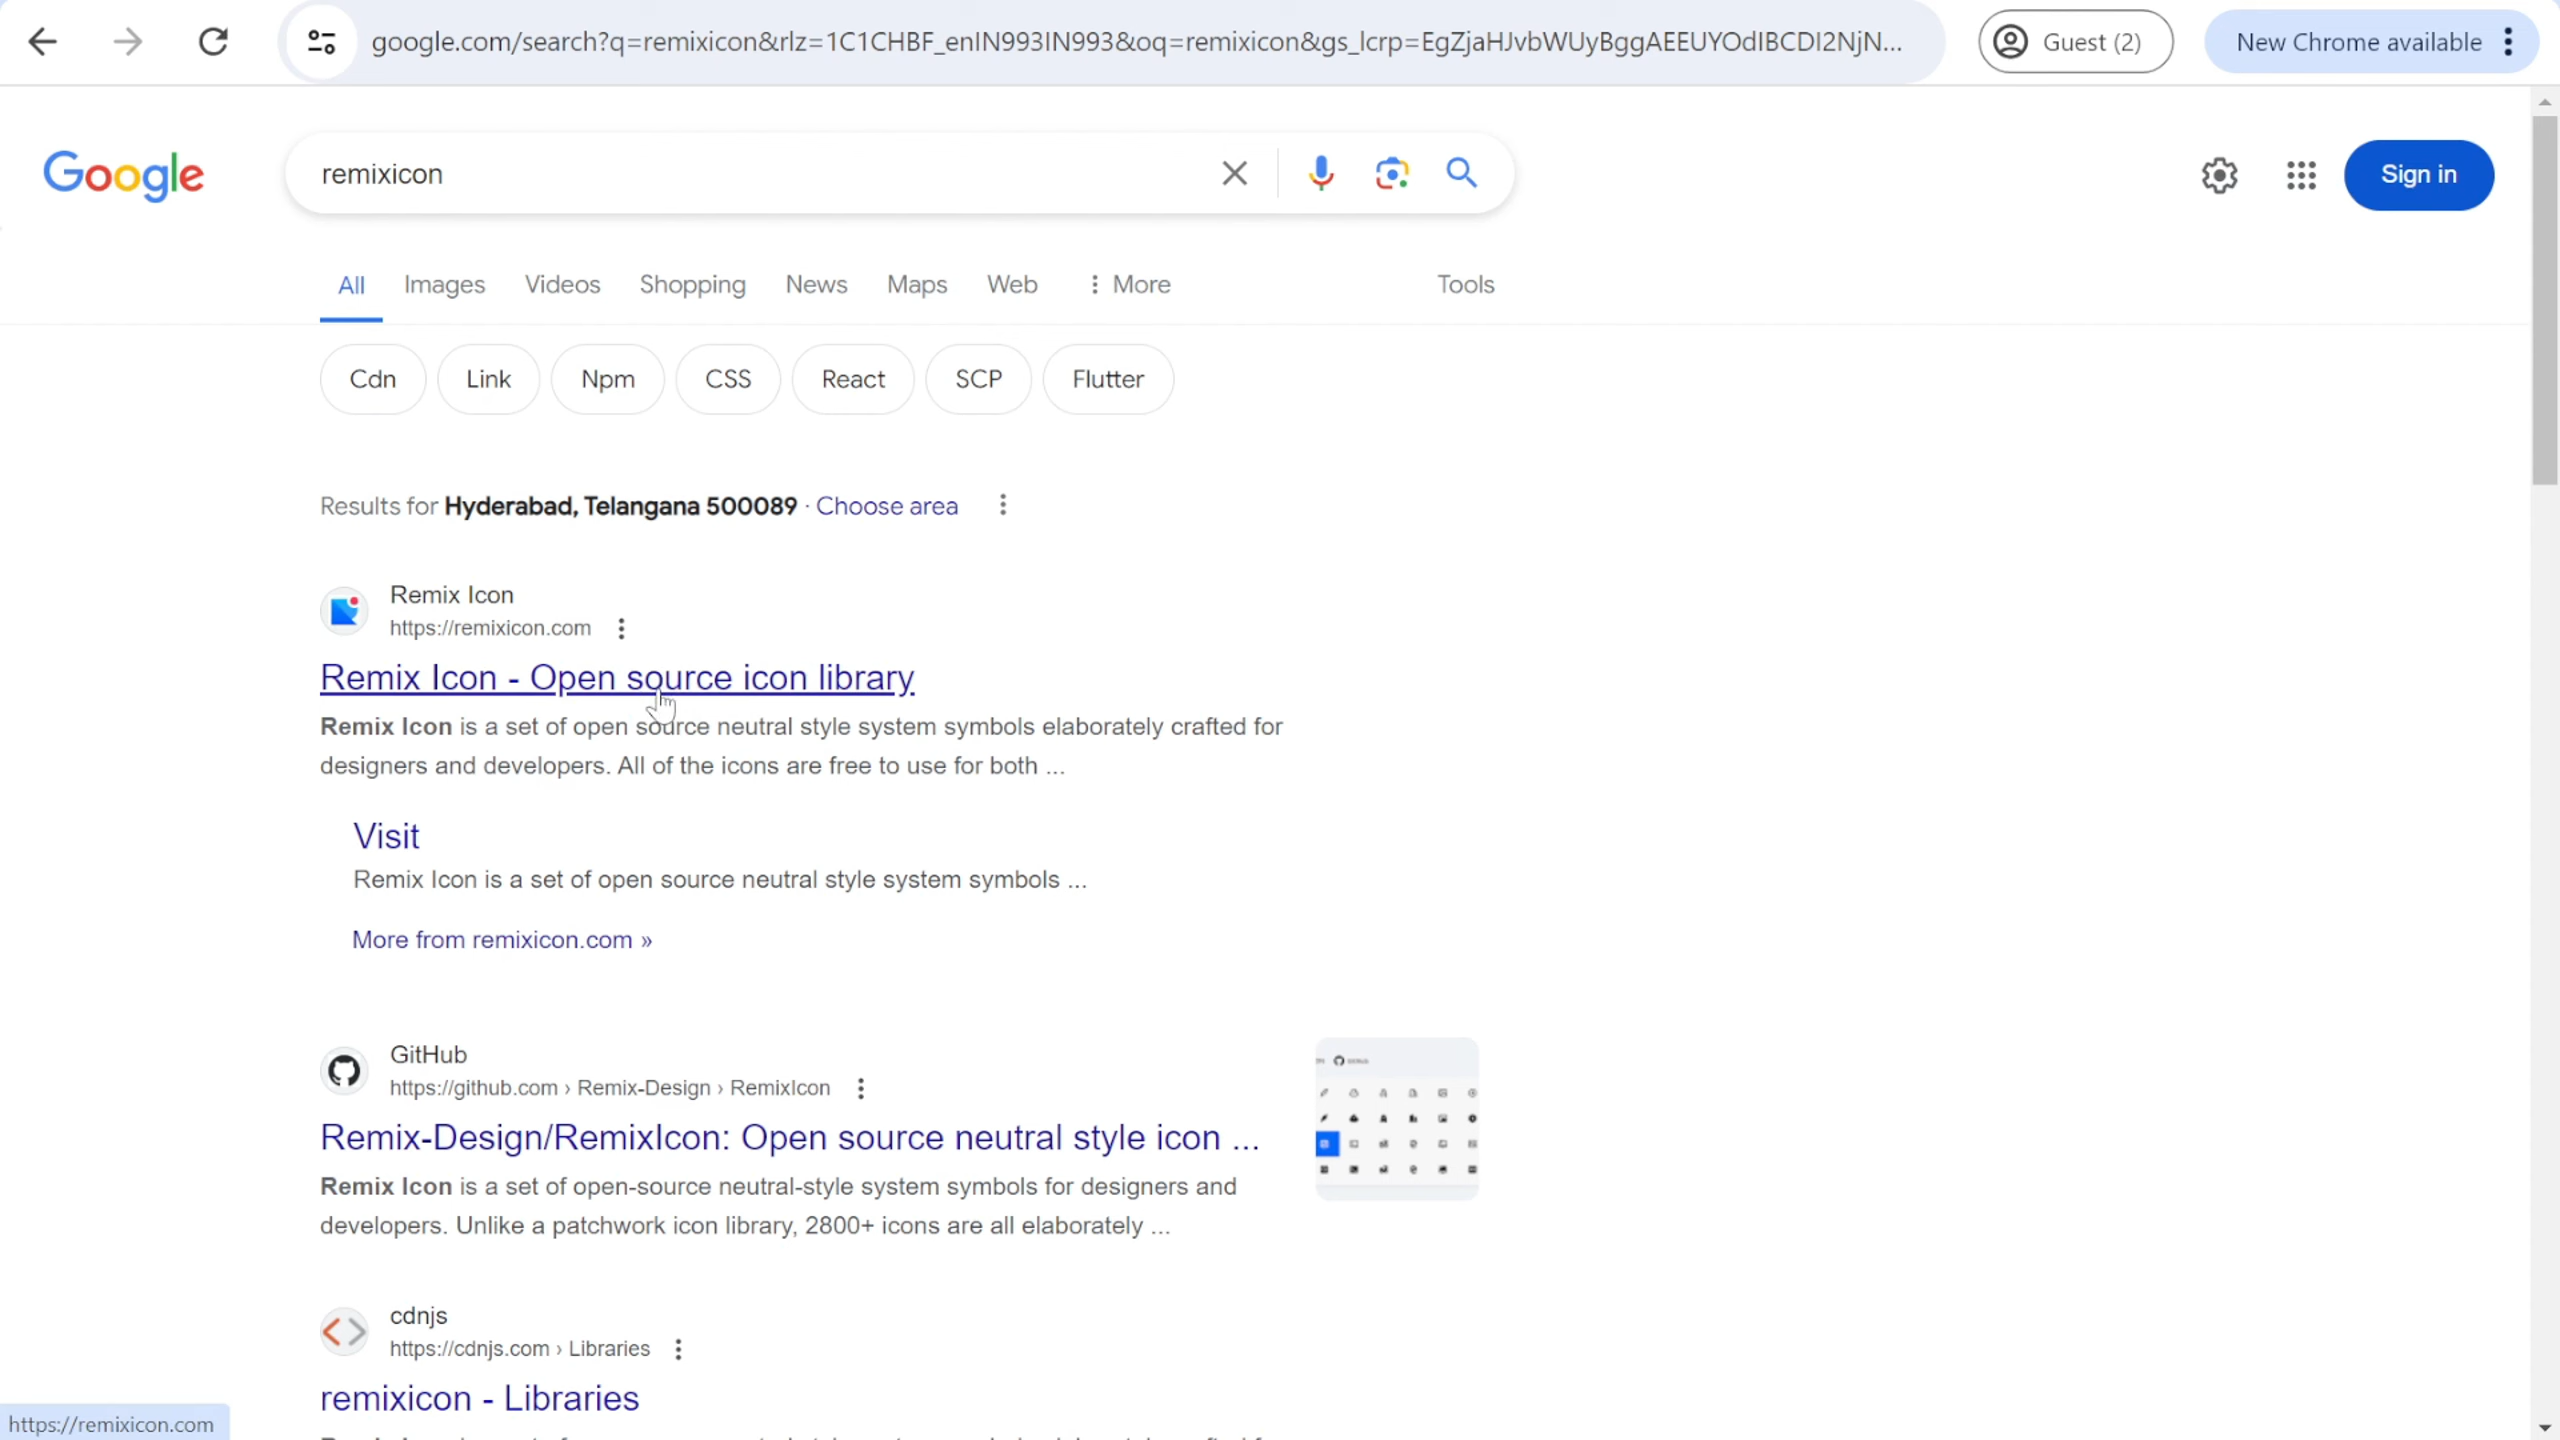 google.com/search?q=remixicon&rlz=1C1CHBF_enIN993IN993&oq=remixicon&gs_lcrp=EgZjaHJvbWUyBggAEEUYOdIBCDI2NjN...
Guest (2)
New Chrome available
Google
remixicon
Sign in
All Images Videos Shopping News Maps Web More Tools
Cdn Link Npm CSS React SCP Flutter
Results for Hyderabad, Telangana 500089 · Choose area
Remix Icon
https://remixicon.com
Remix Icon - Open source icon library
Remix Icon is a set of open source neutral style system symbols elaborately crafted for
designers and developers. All of the icons are free to use for both ...
Visit
Remix Icon is a set of open source neutral style system symbols ...
More from remixicon.com »
GitHub
https://github.com › Remix-Design › RemixIcon
Remix-Design/RemixIcon: Open source neutral style icon ...
Remix Icon is a set of open-source neutral-style system symbols for designers and
developers. Unlike a patchwork icon library, 2800+ icons are all elaborately ...
cdnjs
https://cdnjs.com › Libraries
remixicon - Libraries
https://remixicon.com